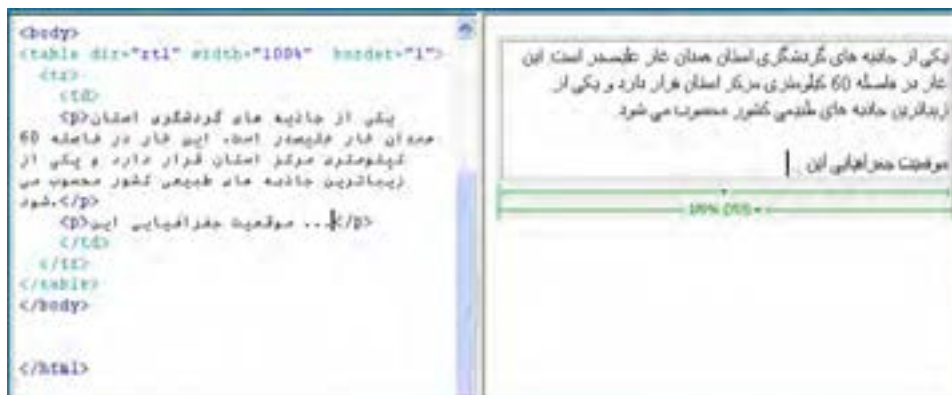 <body>
<table dir="rtl" width="100%" border="1">
<tr>
<td>
<p>یکی از جاذبه های گردشگری استان
همدان غار علیصدر است. این غار در فاصله 60
کیلومتری مرکز استان قرار دارد و یکی از
زیباترین جاذبه های طبیعی کشور محسوب می
شود.</p>
<p>موقعیت جغرافیایی این ...</p>
</td>
</tr>
</table>
</body>
</html>
یکی از جاذبه های گردشگری استان همدان غار علیصدر است. این
غار در فاصله 60 کیلومتری مرکز استان قرار دارد و یکی از
زیباترین جاذبه های طبیعی کشور محسوب می شود.
موقعیت جغرافیایی این